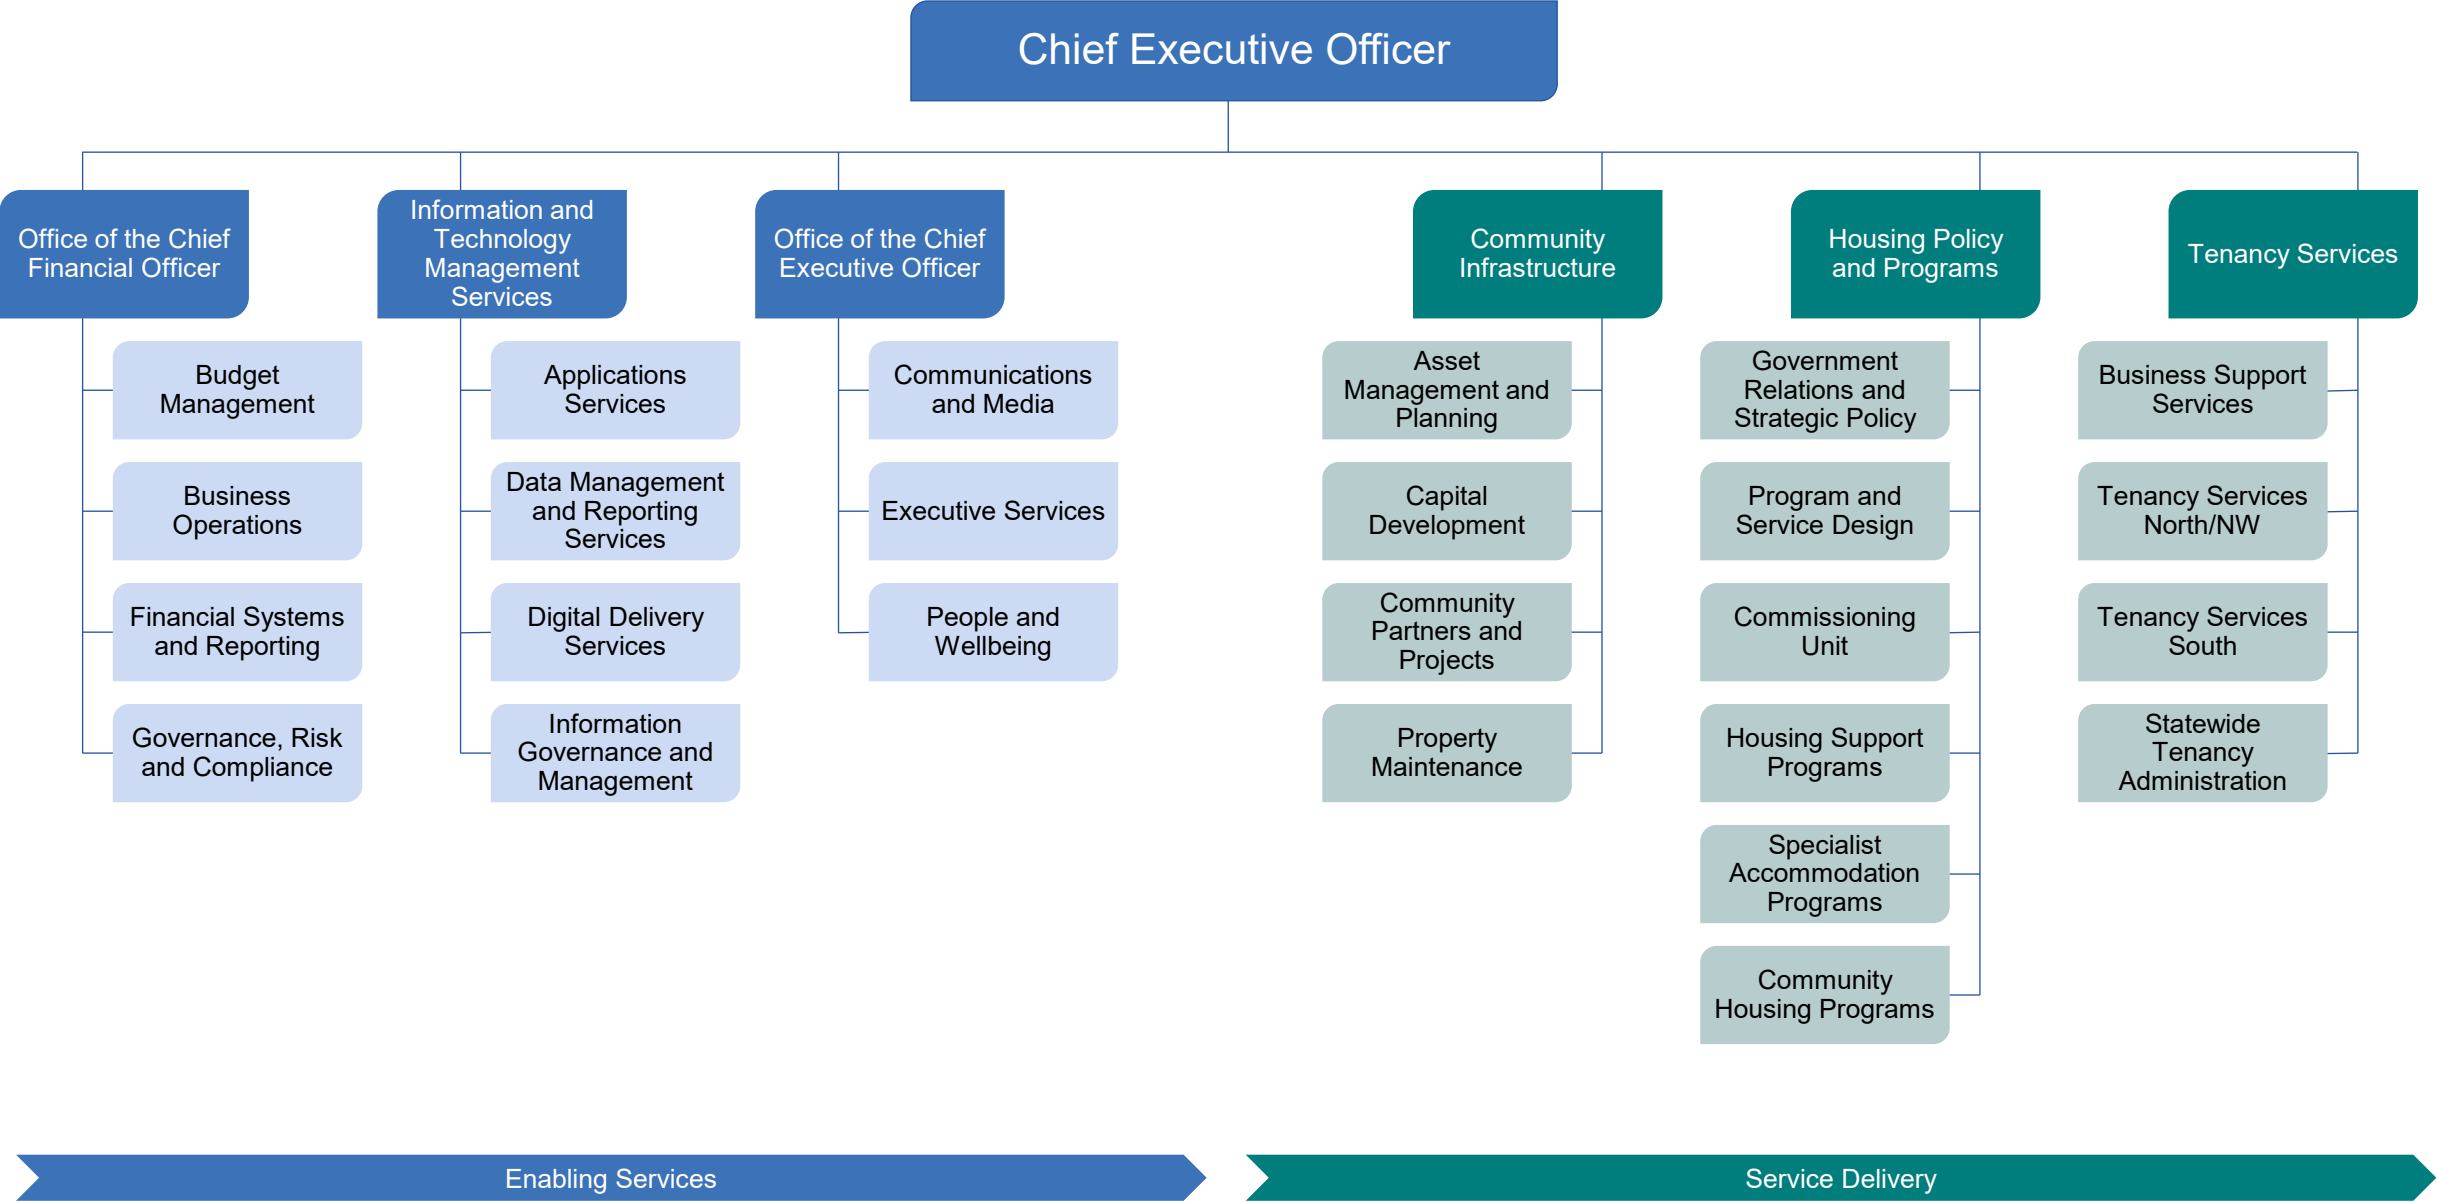 Chief Executive Officer
Office of the Chief
Financial Officer
Budget
Management
Business
Operations
Financial Systems
and Reporting
Governance, Risk
and Compliance
Information and
Technology
Management
Services
Applications
Services
Data Management
and Reporting
Services
Digital Delivery
Services
Information
Governance and
Management
Office of the Chief
Executive Officer
Communications
and Media
Executive Services
People and
Wellbeing
Community
Infrastructure
Asset
Management and
Planning
Capital
Development
Community
Partners and
Projects
Property
Maintenance
Housing Policy
and Programs
Government
Relations and
Strategic Policy
Program and
Service Design
Commissioning
Unit
Housing Support
Programs
Specialist
Accommodation
Programs
Community
Housing Programs
Tenancy Services
Business Support
Services
Tenancy Services
North/NW
Tenancy Services
South
Statewide
Tenancy
Administration
Enabling Services
Service Delivery